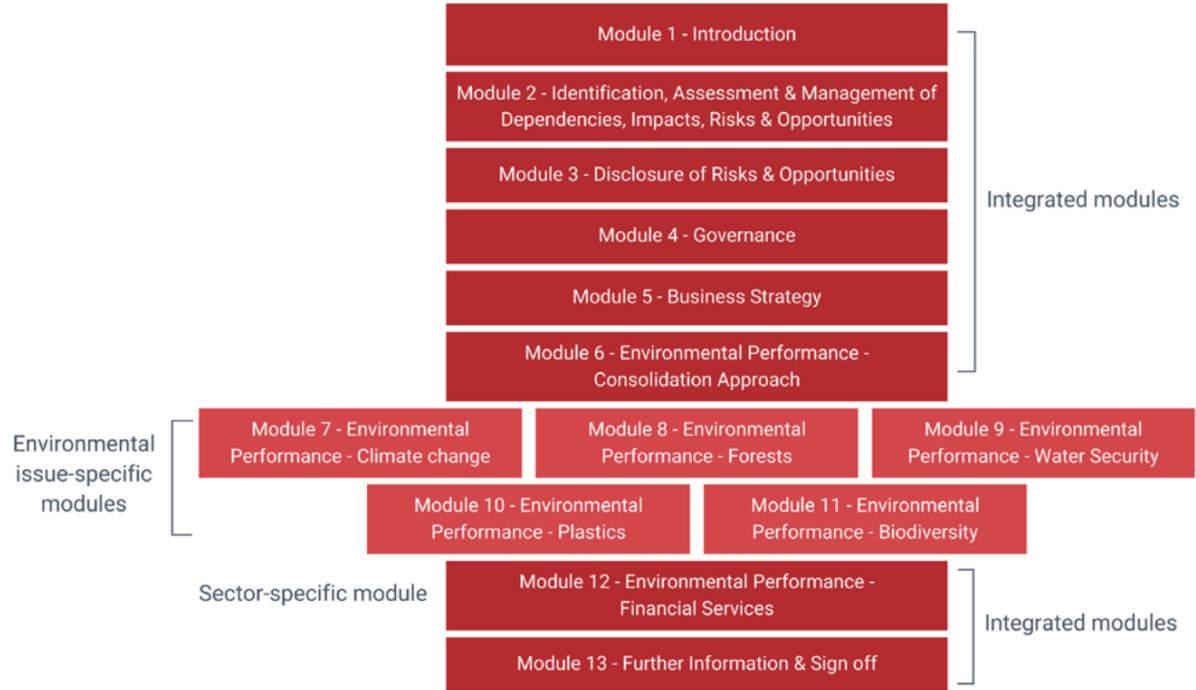 Module 1 - Introduction
Module 2 - Identification, Assessment & Management of
Dependencies, Impacts, Risks & Opportunities
Module 3 - Disclosure of Risks & Opportunities
Integrated modules
Module 4 - Governance
Module 5 - Business Strategy
Module 6 - Environmental Performance -
Consolidation Approach
Environmental
issue-specific
modules
Module 7 - Environmental
Performance - Climate change
Module 8 - Environmental
Performance - Forests
Module 9 - Environmental
Performance - Water Security
Module 10 - Environmental
Performance - Plastics
Module 11 - Environmental
Performance - Biodiversity
Sector-specific module
Module 12 - Environmental Performance -
Financial Services
Integrated modules
Module 13 - Further Information & Sign off